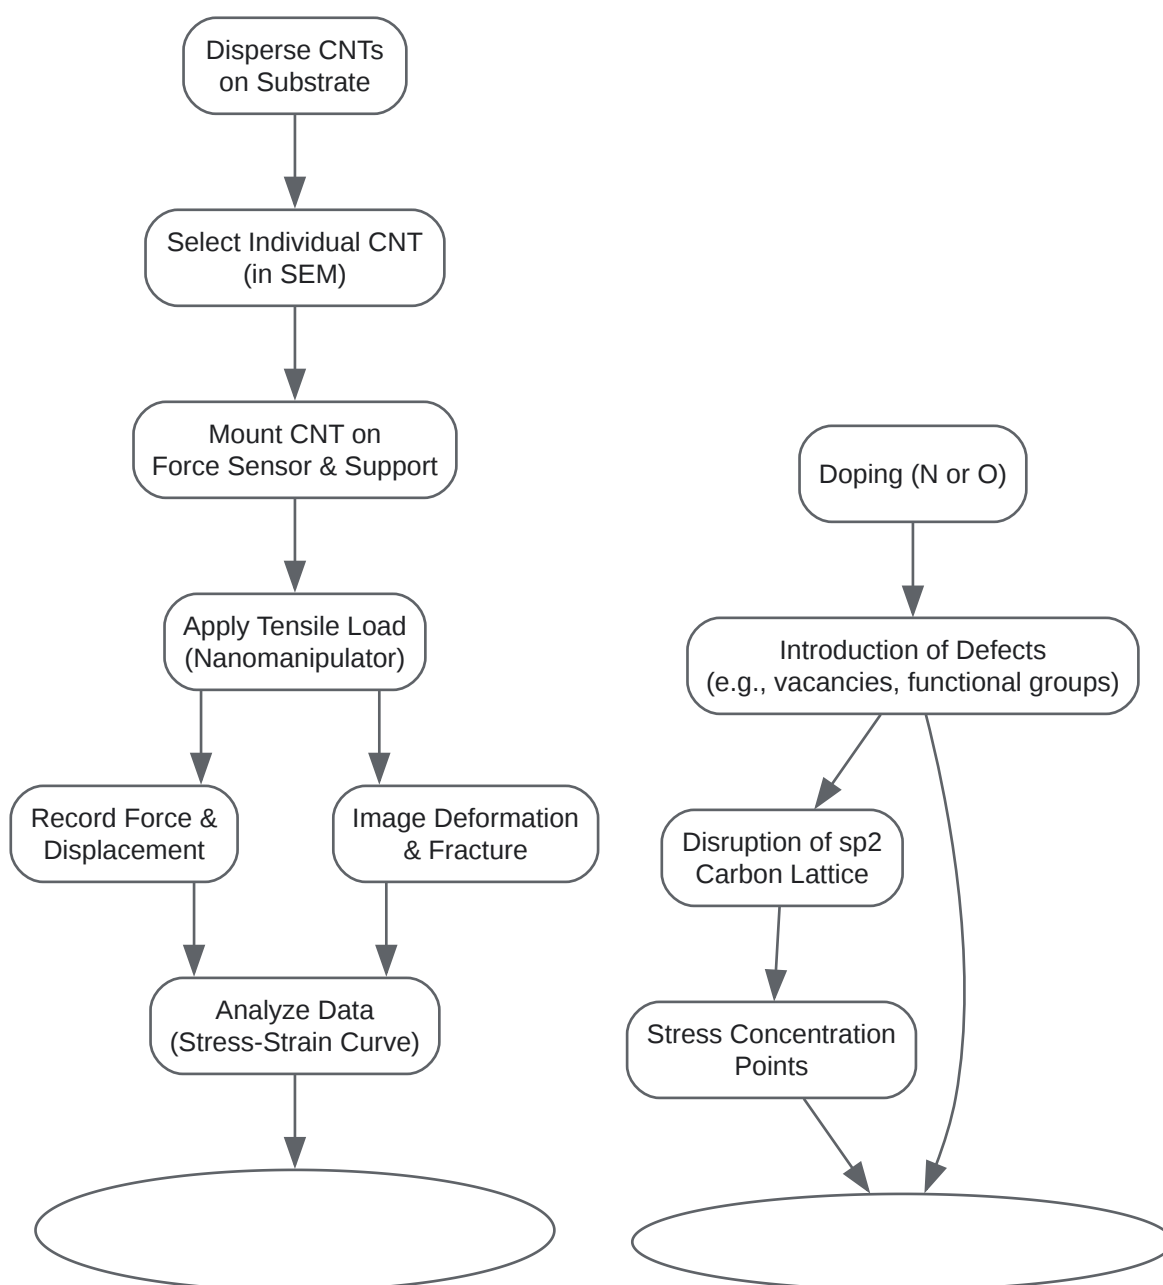 Disperse CNTs
on Substrate
Select Individual CNT
(in SEM)
Mount CNT on
Force Sensor & Support
Apply Tensile Load
(Nanomanipulator)
Record Force &
Displacement
Image Deformation
& Fracture
Analyze Data
(Stress-Strain Curve)
Doping (N or O)
Introduction of Defects
(e.g., vacancies, functional groups)
Disruption of sp2
Carbon Lattice
Stress Concentration
Points